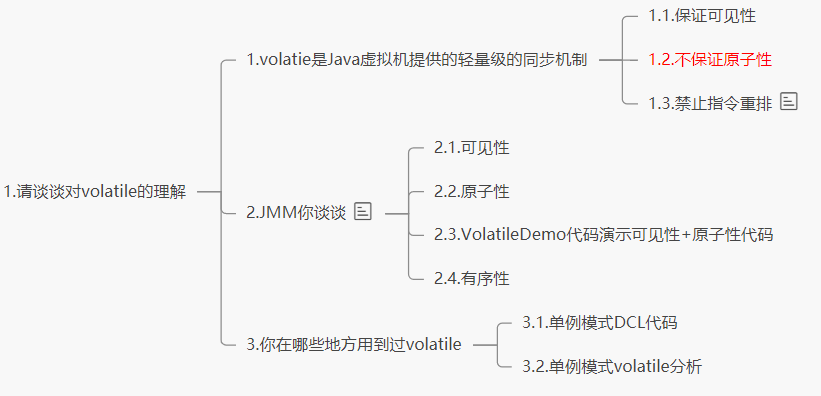 1.请谈谈对volatile的理解
1.volatie是Java虚拟机提供的轻量级的同步机制
1.1.保证可见性
1.2.不保证原子性
1.3.禁止指令重排
2.JMM你谈谈
2.1.可见性
2.2.原子性
2.3.VolatileDemo代码演示可见性+原子性代码
2.4.有序性
3.你在哪些地方用到过volatile
3.1.单例模式DCL代码
3.2.单例模式volatile分析